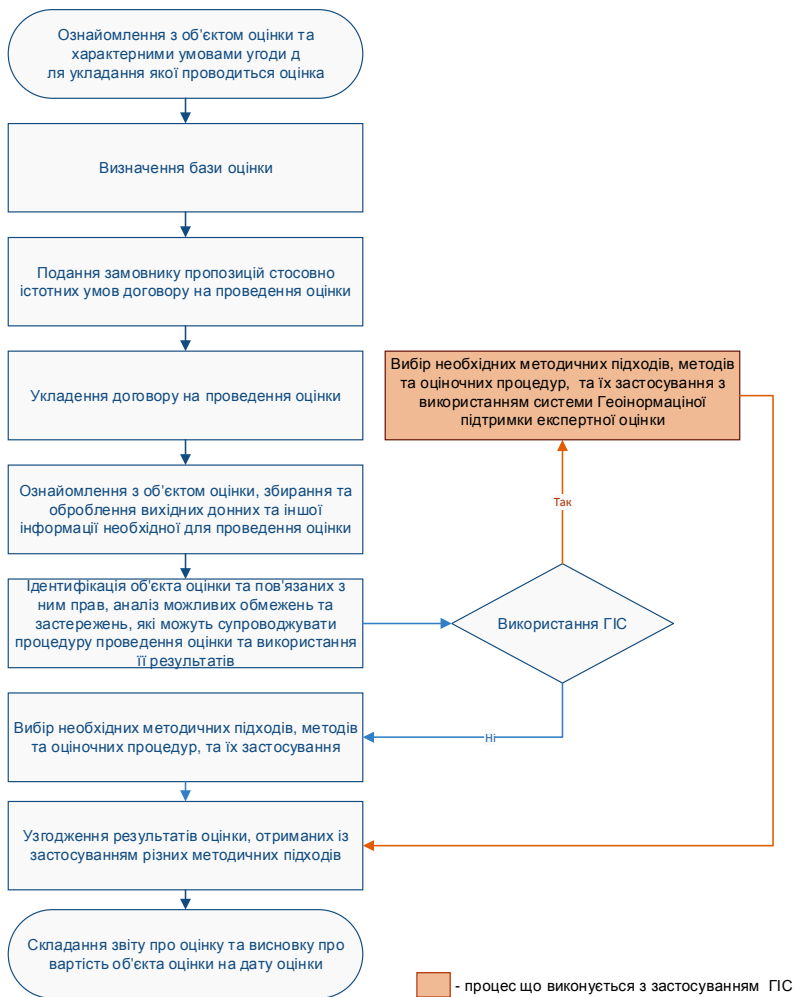 Ознайомлення з об'єктом оцінки та
характерними умовами угоди д
ля укладання якої проводиться оцінка
Визначення бази оцінки
Подання замовнику пропозицій стосовно
істотних умов договору на проведення оцінки
Укладення договору на проведення оцінки
Вибір необхідних методичних підходів, методів
та оціночних процедур, та їх застосування з
використанням системи Геоінормаціної
підтримки експертної оцінки
Ознайомлення з об'єктом оцінки, збирання та
оброблення вихідних донних та іншої
інформації необхідної для проведення оцінки
Так
Ідентифікація об'єкта оцінки та пов'язаних з
ним прав, аналіз можливих обмежень та
застережень, які можуть супроводжувати
процедуру проведення оцінки та використання
її результатів
Використання ГІС
Вибір необхідних методичних підходів, методів
та оціночних процедур, та їх застосування
Ні
Узгодження результатів оцінки, отриманих із
застосуванням різних методичних підходів
Складання звіту про оцінку та висновку про
вартість об'єкта оцінки на дату оцінки
- процес що виконується з застосуванням ГІС